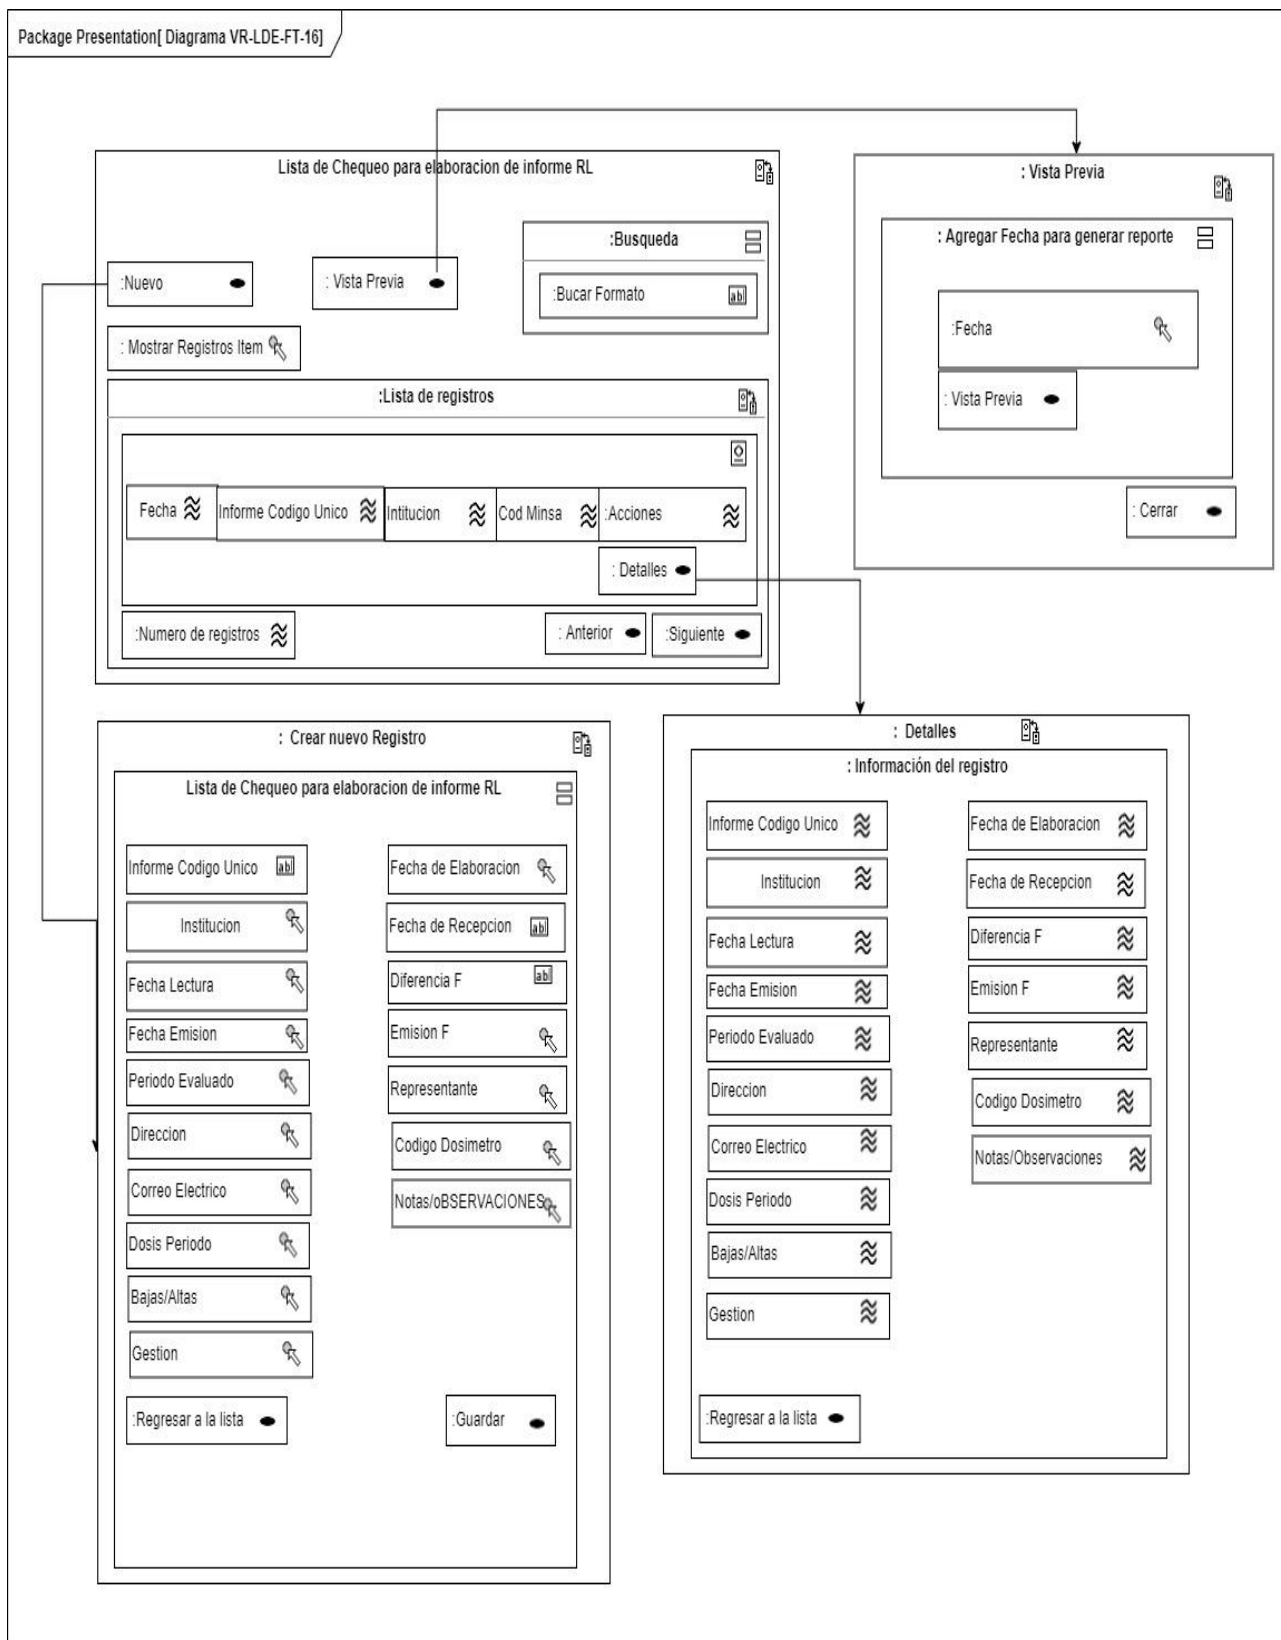 Package Presentation[ Diagrama VR-LDE-FT-16]
Lista de Chequeo para elaboracion de informe RL
:Busqueda
:Nuevo
: Vista Previa
:Bucar Formato
ab
: Mostrar Registros Item
:Lista de registros
Fecha
Informe Codigo Unico
Intitucion
Cod Minsa
:Acciones
: Detalles
:Numero de registros
: Anterior
:Siguiente
: Vista Previa
: Agregar Fecha para generar reporte
:Fecha
: Vista Previa
: Cerrar
: Crear nuevo Registro
Lista de Chequeo para elaboracion de informe RL
Informe Codigo Unico
ab
Fecha de Elaboracion
Institucion
Fecha de Recepcion
ab
Fecha Lectura
Diferencia F
ab
Fecha Emision
Emision F
Periodo Evaluado
Representante
Direccion
Codigo Dosimetro
Correo Electrico
Notas/oBSERVACIONES
Dosis Periodo
Bajas/Altas
Gestion
:Regresar a la lista
:Guardar
: Detalles
: Información del registro
Informe Codigo Unico
Fecha de Elaboracion
Institucion
Fecha de Recepcion
Fecha Lectura
Diferencia F
Fecha Emision
Emision F
Periodo Evaluado
Representante
Direccion
Codigo Dosimetro
Correo Electrico
Notas/Observaciones
Dosis Periodo
Bajas/Altas
Gestion
:Regresar a la lista